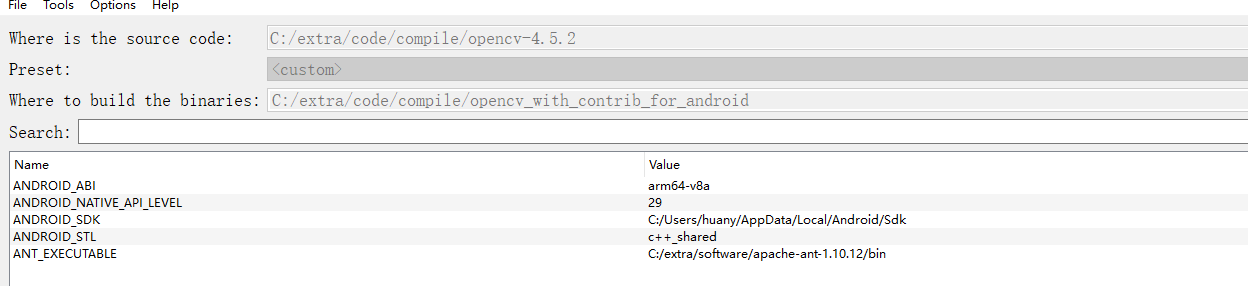 File Tools Options Help
Where is the source code: C:/extra/code/compile/opencv-4.5.2
Preset: <custom>
Where to build the binaries: C:/extra/code/compile/opencv_with_contrib_for_android
Search:
Name Value
ANDROID_ABI arm64-v8a
ANDROID_NATIVE_API_LEVEL 29
ANDROID_SDK C:/Users/huany/AppData/Local/Android/Sdk
ANDROID_STL c++_shared
ANT_EXECUTABLE C:/extra/software/apache-ant-1.10.12/bin